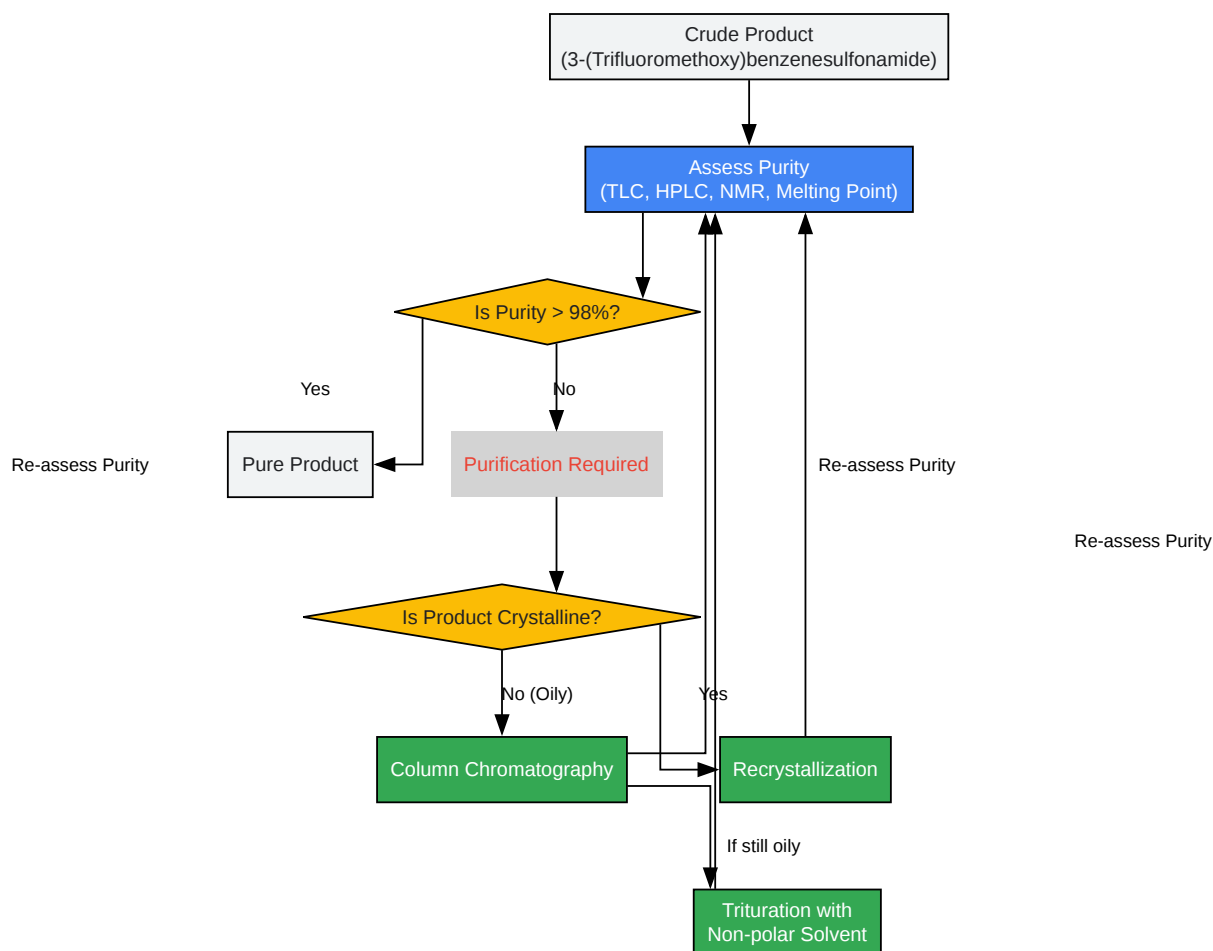 Crude Product
(3-(Trifluoromethoxy)benzenesulfonamide)
Assess Purity
(TLC, HPLC, NMR, Melting Point)
Is Purity > 98%?
Yes
No
Re-assess Purity
Pure Product
Purification Required
Re-assess Purity
Re-assess Purity
Is Product Crystalline?
No (Oily)
Yes
Column Chromatography
Recrystallization
If still oily
Trituration with
Non-polar Solvent